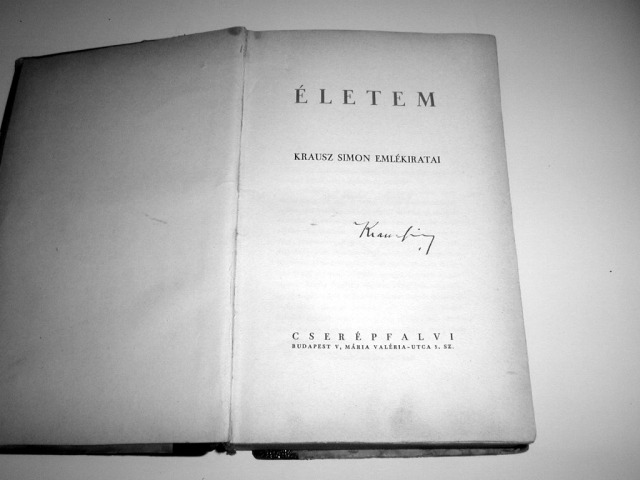 ÉLETEM
KRAUSZ SIMON EMLÉKIRATAI
CSERÉPFALVI
BUDAPEST V, MÁRIA VALÉRIA-UTCA 5. SZ.